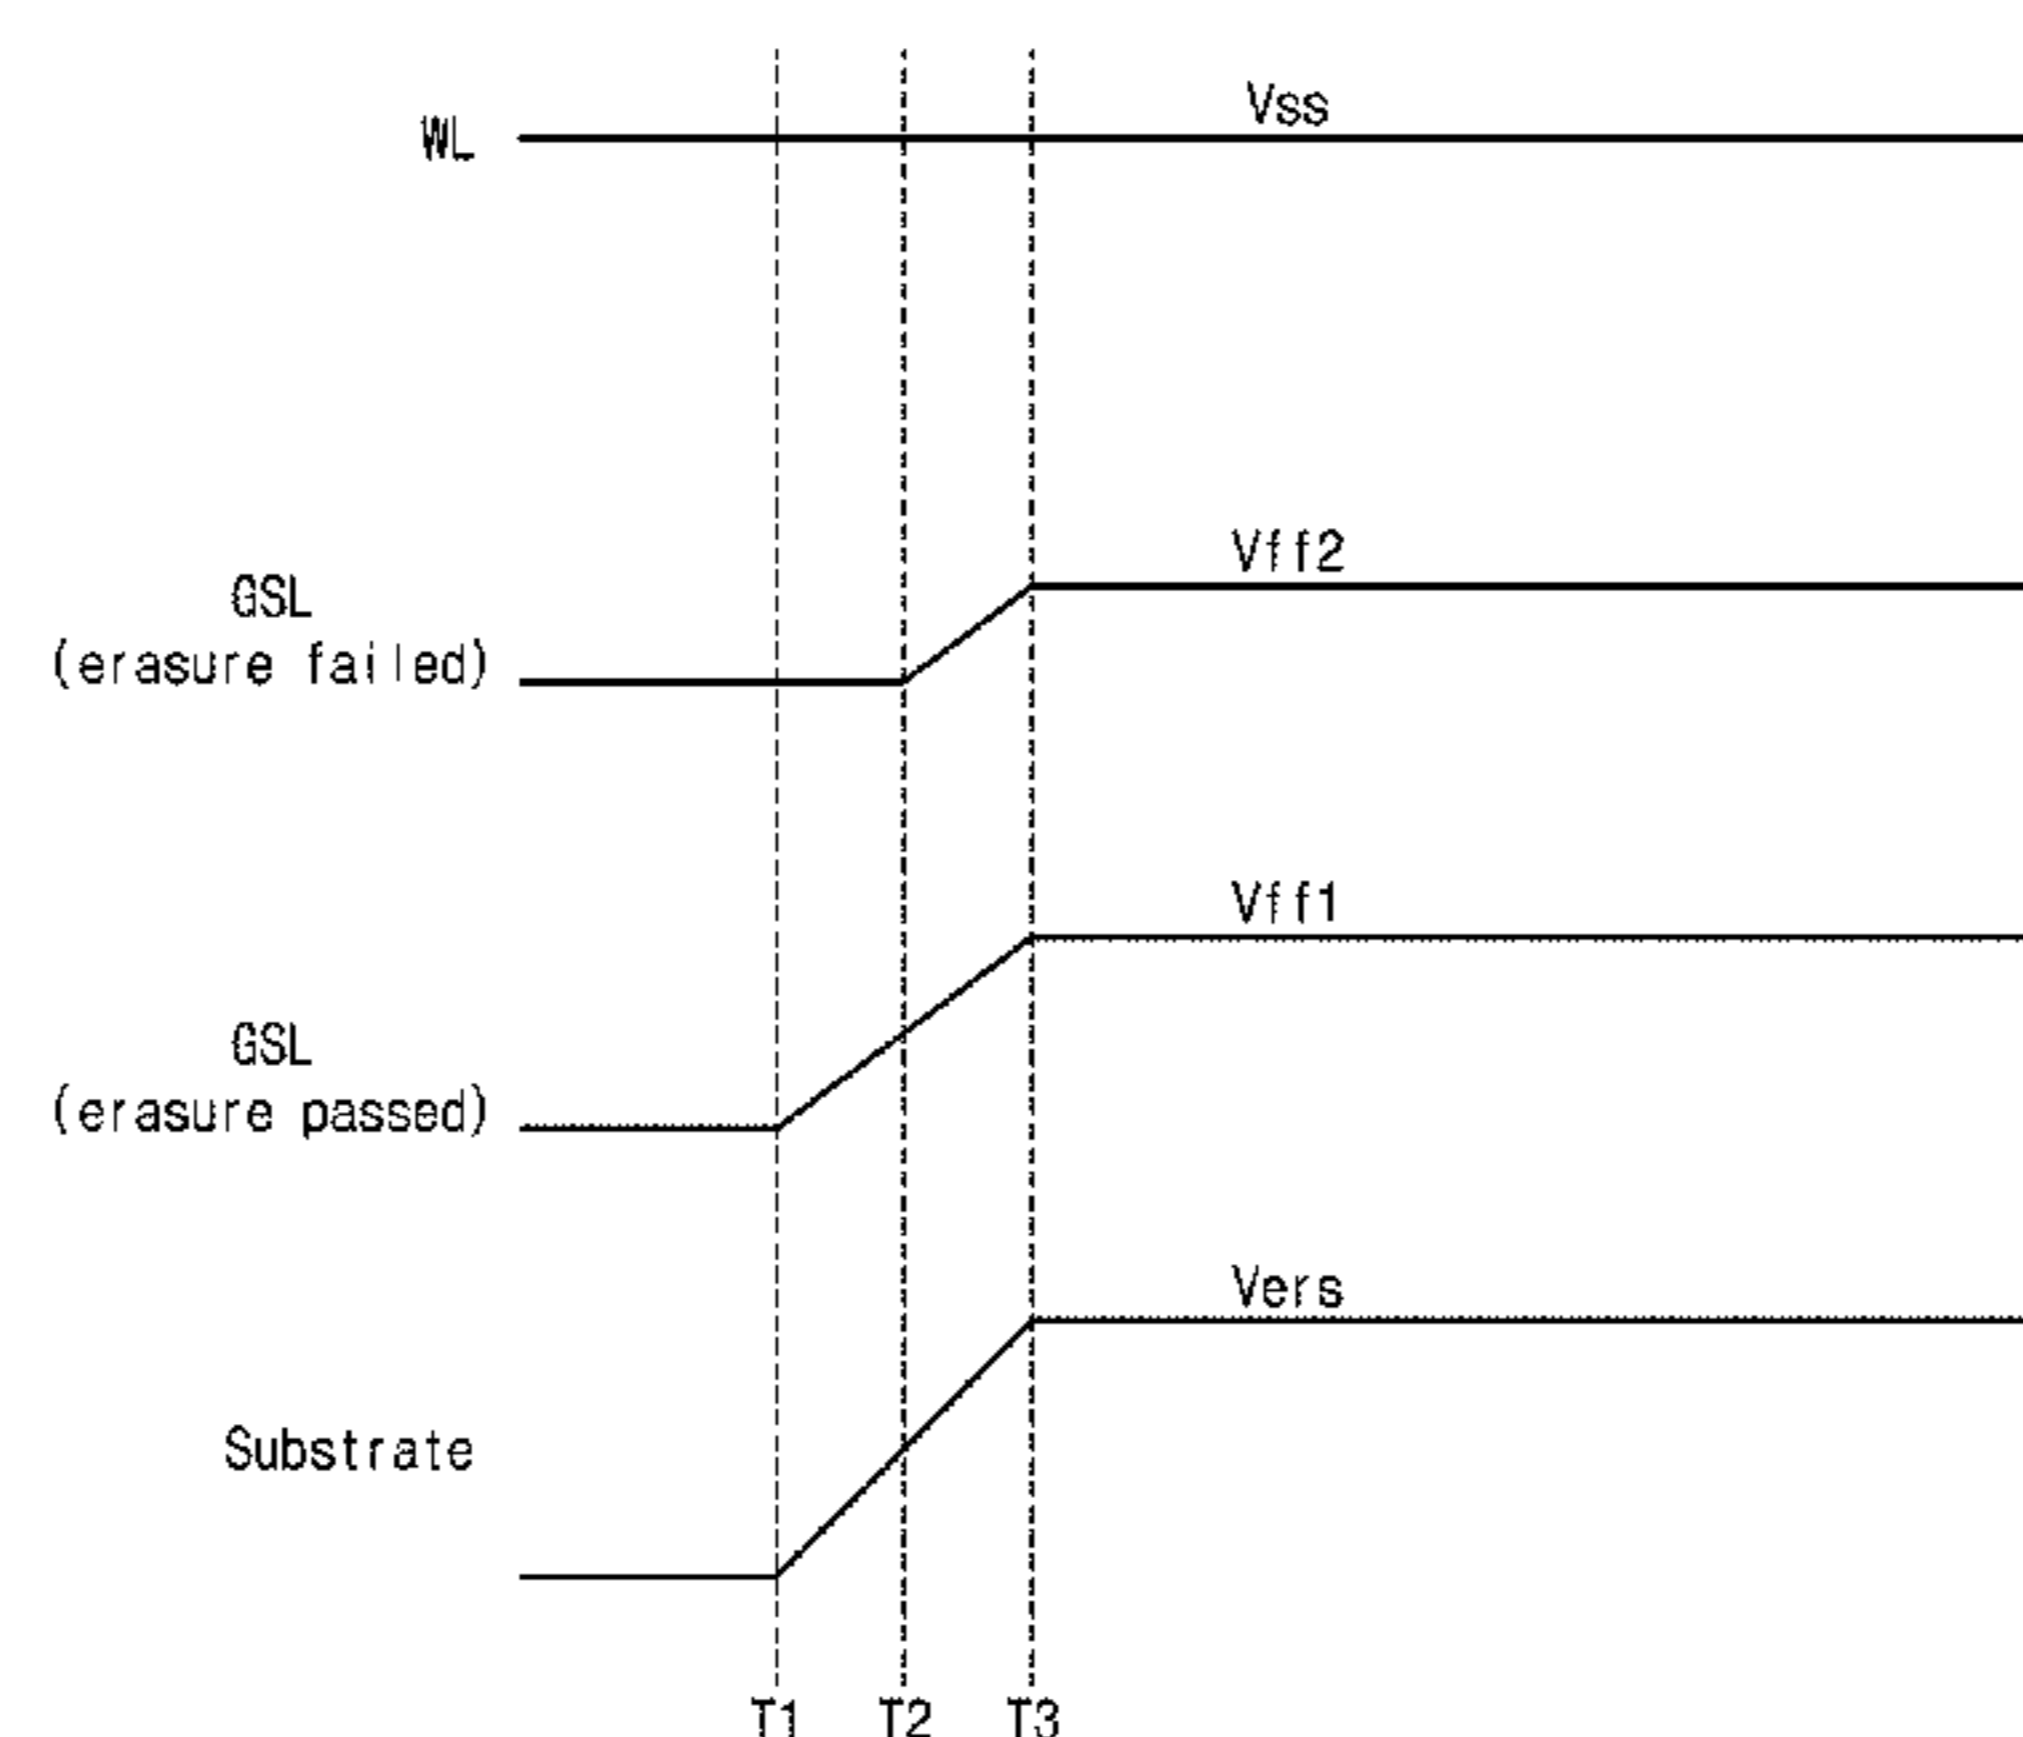 Vss
WL
Vff2
GSL
(erasure failed)
Vff1
GSL
(erasure passed)
Vers
Substrate
T1 T2 T3